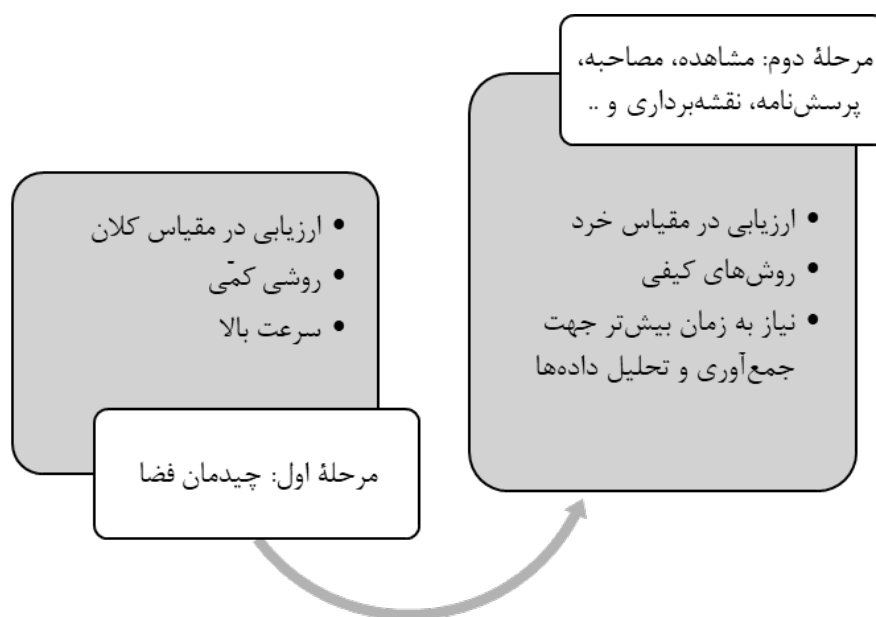 مرحلهٔ دوم: مشاهده، مصاحبه،
پرسش‌نامه، نقشه‌برداری و ..
• ارزیابی در مقیاس کلان
• روشی کمّی
• سرعت بالا
مرحلهٔ اول: چیدمان فضا
• ارزیابی در مقیاس خرد
• روش‌های کیفی
• نیاز به زمان بیش‌تر جهت
جمع‌آوری و تحلیل داده‌ها